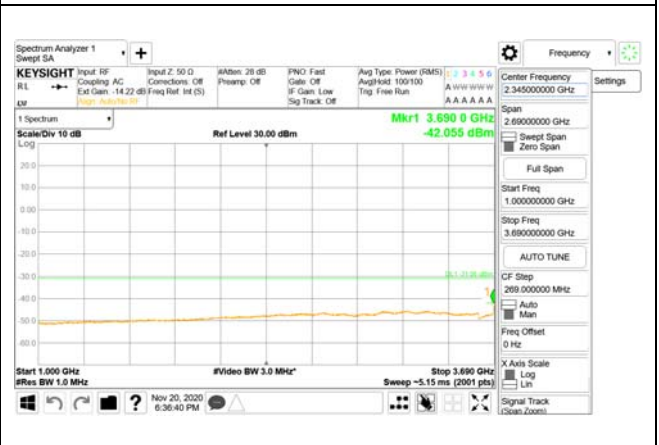 Spectrum Analyzer 1
Swept SA
Frequency
KEYSIGHT
RL
Input: RF
Coupling: AC
Ext Gain: -14.22 dB
Align: Auto/No RF
Input Z: 50 Ω
Corrections: Off
Freq Ref: Int (S)
#Atten: 28 dB
Preamp: Off
PNO: Fast
Gate: Off
IF Gain: Low
Sig Track: Off
Avg Type: Power (RMS)
Avg|Hold: 100/100
Trig: Free Run
1 2 3 4 5 6
A W W W W W
A A A A A A
1 Spectrum
Scale/Div 10 dB
Ref Level 30.00 dBm
Mkr1 3.690 0 GHz
-42.055 dBm
Log
20.0
10.0
0.00
-10.0
-20.0
-30.0
-40.0
-50.0
-60.0
1
Start 1.000 GHz
#Video BW 3.0 MHz*
Stop 3.690 GHz
#Res BW 1.0 MHz
Sweep ~5.15 ms (2001 pts)
Nov 20, 2020
6:36:40 PM
Center Frequency
2.345000000 GHz
Settings
Span
2.69000000 GHz
Swept Span
Zero Span
Full Span
Start Freq
1.000000000 GHz
Stop Freq
3.690000000 GHz
AUTO TUNE
CF Step
269.000000 MHz
Auto
Man
Freq Offset
0 Hz
X Axis Scale
Log
Lin
Signal Track
(Span Zoom)